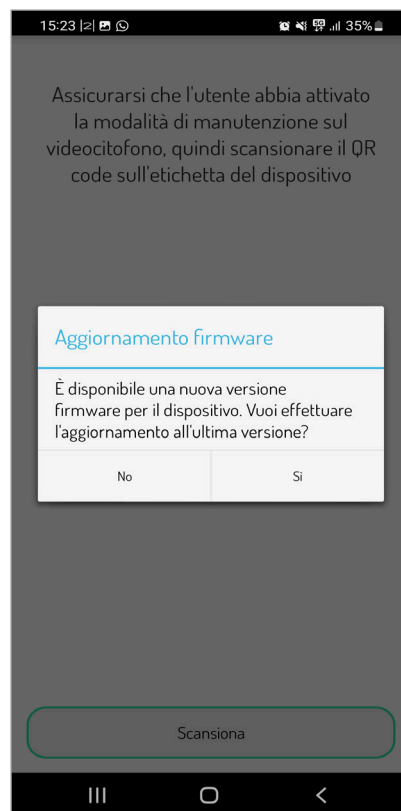 15:23
35%
Assicurarsi che l'utente abbia attivato
la modalità di manutenzione sul
videocitofono, quindi scansionare il QR
code sull'etichetta del dispositivo
Aggiornamento firmware
È disponibile una nuova versione
firmware per il dispositivo. Vuoi effettuare
l'aggiornamento all'ultima versione?
No
Si
Scansiona